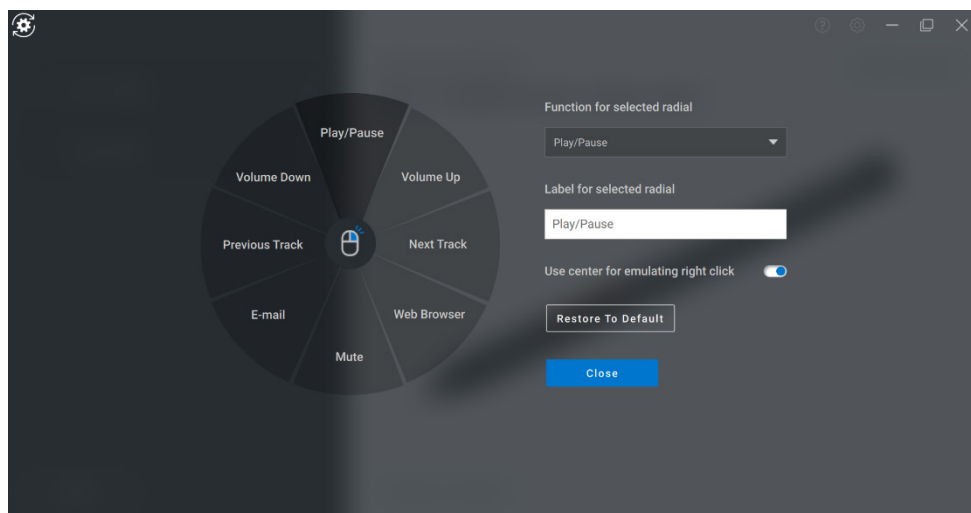 Play/Pause
Volume Down
Volume Up
Previous Track
Next Track
E-mail
Web Browser
Mute
Function for selected radial
Play/Pause
Label for selected radial
Play/Pause
Use center for emulating right click
Restore To Default
Close